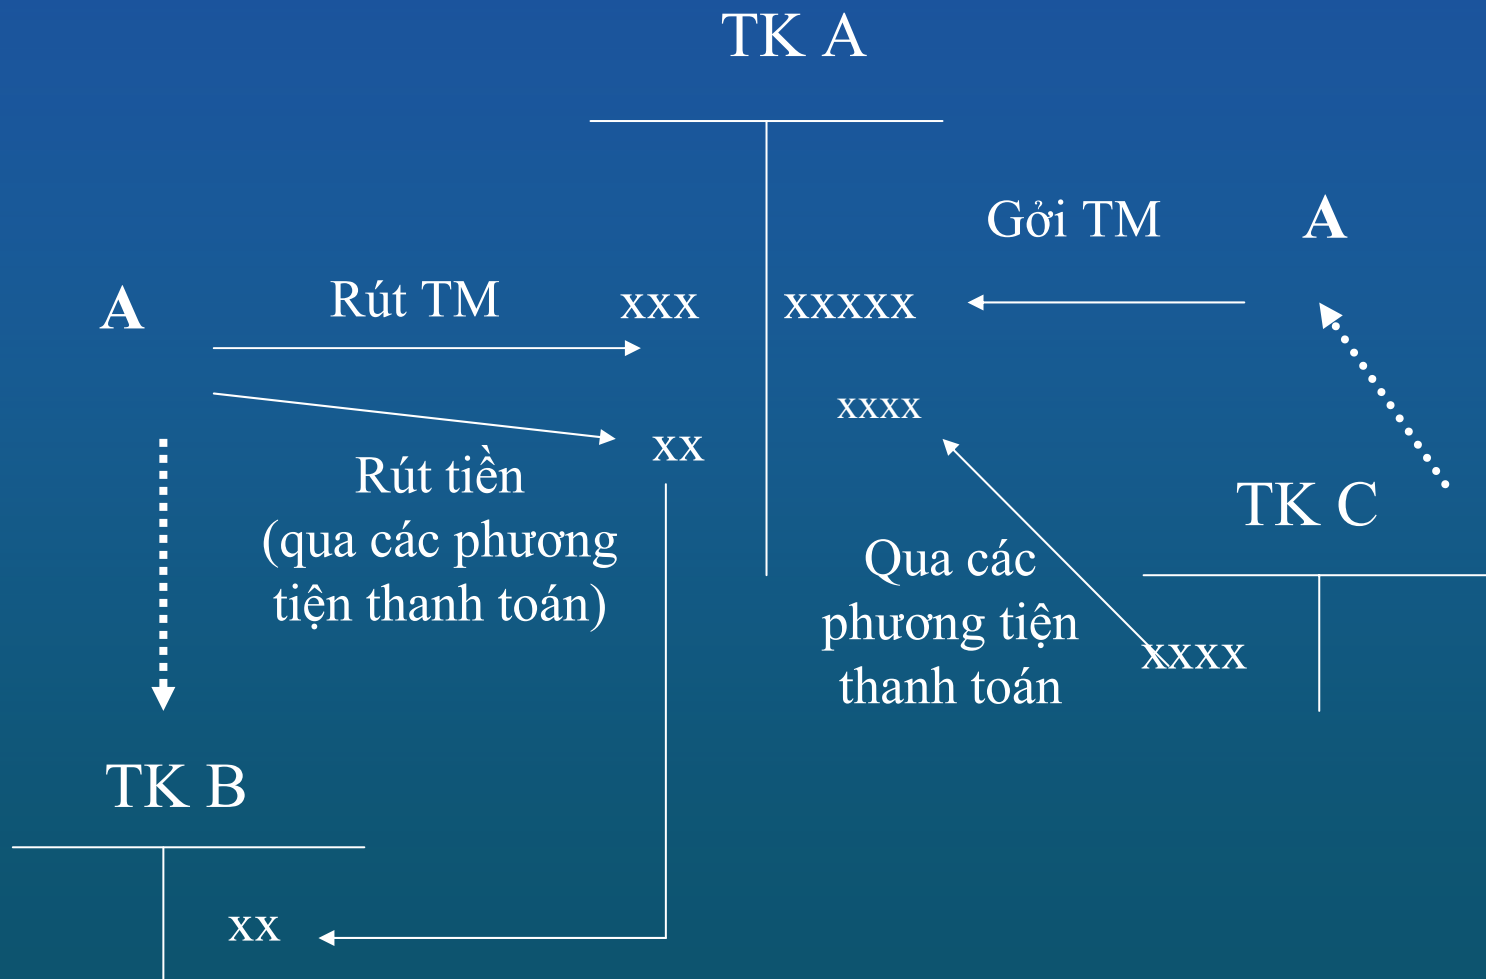 TK A
Gởi TM
A
A
Rút TM
xxx
xxxxx
xxxx
xx
Rút tiền
(qua các phương
tiện thanh toán)
TK C
Qua các
phương tiện
thanh toán
xxxx
TK B
xx